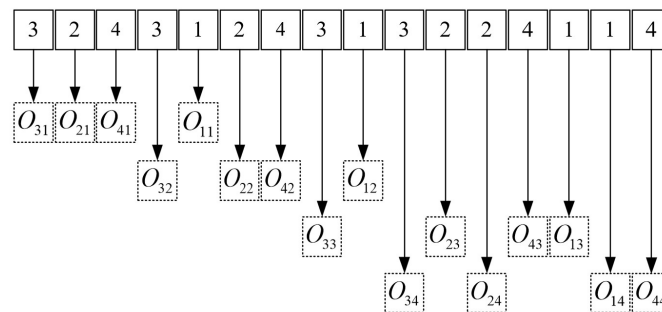 3 2 4 3 1 2 4 3 1 3 2 2 4 1 1 4
O31 O21 O41 O11
O32 O22 O42 O12
O33 O23 O43 O13
O34 O24 O14 O44